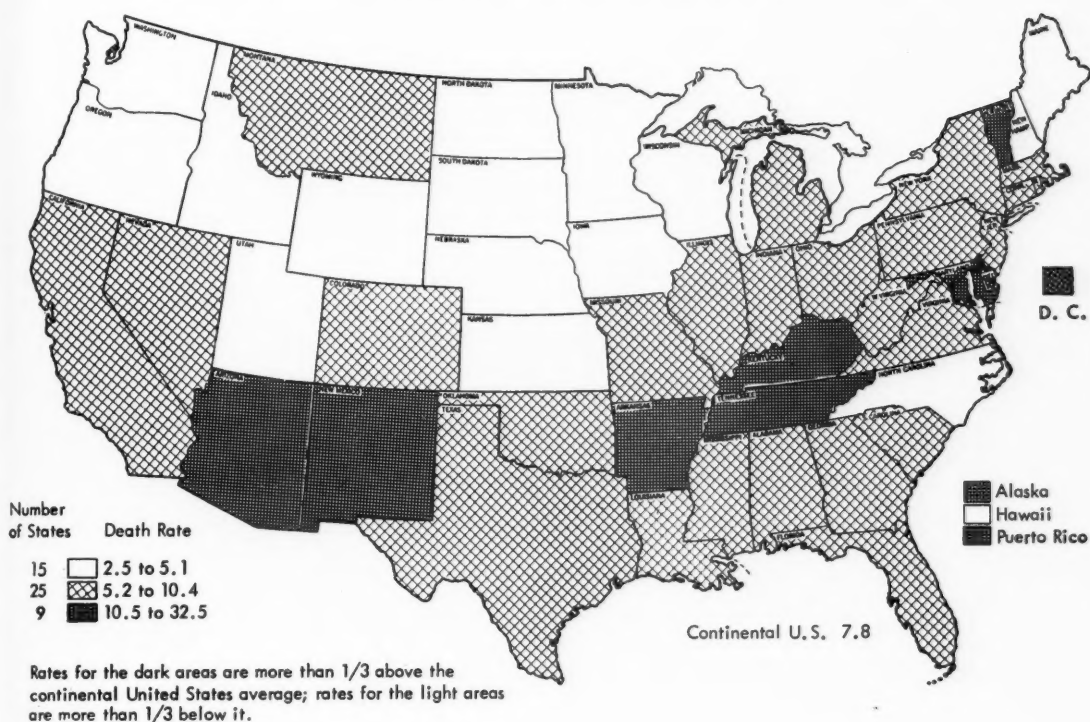 WASHINGTON
MONTANA
NORTH DAKOTA
MINNESOTA
MAINE
OREGON
IDAHO
WISCONSIN
MICHIGAN
NEW
SOUTH DAKOTA
WYOMING
NEW YORK
CALIFORNIA
NEVADA
UTAH
NEBRASKA
IOWA
ILLINOIS
INDIANA
OHIO
PENNSYLVANIA
COLORADO
KANSAS
MISSOURI
W VIRGINIA
VIRGINIA
D. C.
KENTUCKY
NORTH CAROLINA
ARIZONA
NEW MEXICO
OKLAHOMA
TEXAS
ARKANSAS
TENNESSEE
MISSISSIPPI
ALABAMA
GEORGIA
CAROLINA
LOUISIANA
FLORIDA
Alaska
Hawaii
Puerto Rico
Number
of States Death Rate
15 2.5 to 5.1
25 5.2 to 10.4
9 10.5 to 32.5
Continental U.S. 7.8
Rates for the dark areas are more than 1/3 above the
continental United States average; rates for the light areas
are more than 1/3 below it.